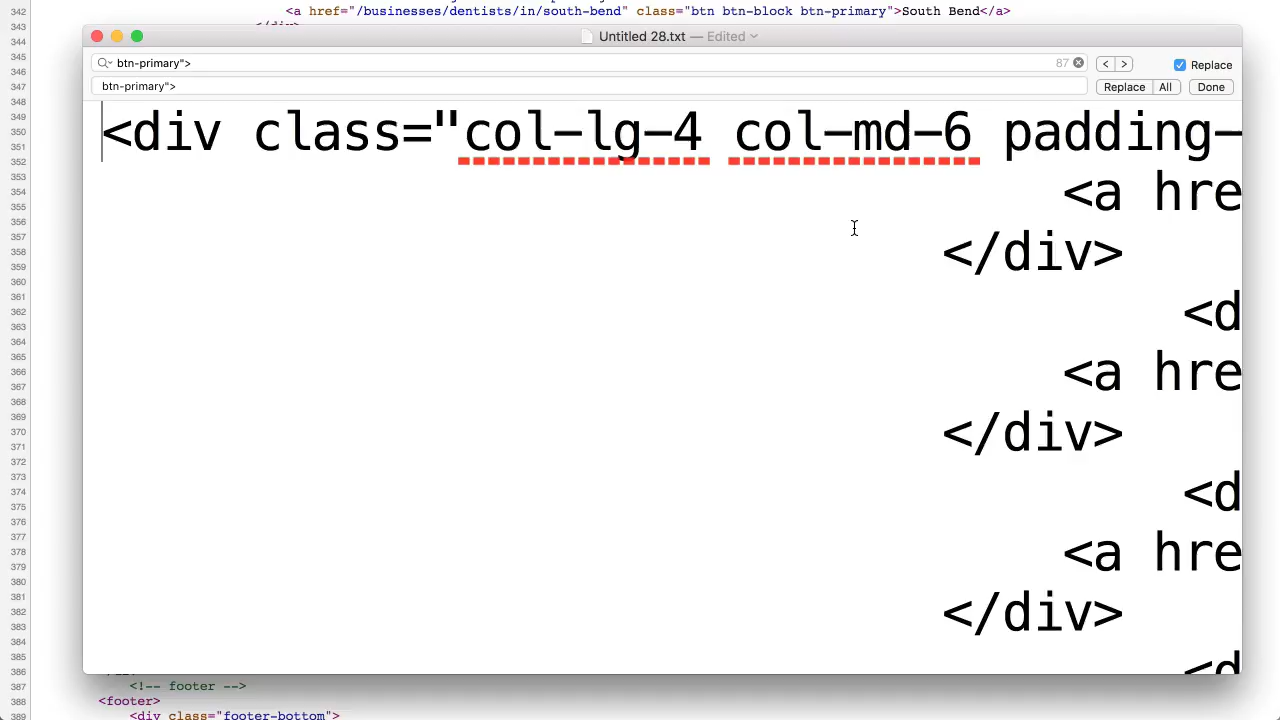 342 <a href="/businesses/dentists/in/south-bend" class="btn btn-block btn-primary">South Bend</a>
343 </div>
344
345
346
347
348
349
350
351
352
353
354
355
356
357
358
359
360
361
362
363
364
365
366
367
368
369
370
371
372
373
374
375
376
377
378
379
380
381
382
383
384
385
386
387 <!-- footer -->
388 <footer>
389 <div class="footer-bottom">
Untitled 28.txt — Edited
btn-primary"> 87 < > Replace
btn-primary"> Replace All Done
<div class="col-lg-4 col-md-6 padding-
<a hre
</div>
<d
<a hre
</div>
<d
<a hre
</div>
<d